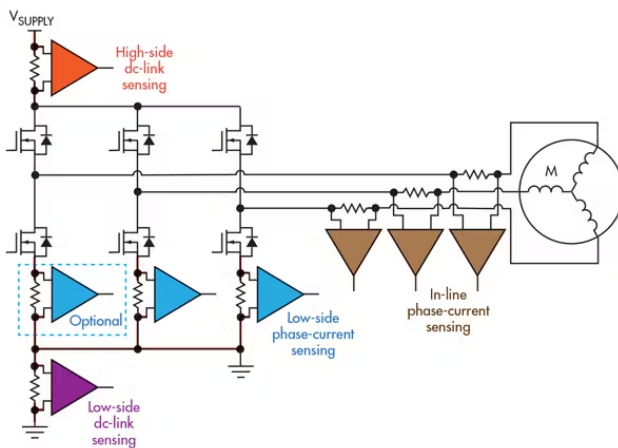 VSUPPLY
High-side
dc-link
sensing
M
Optional
Low-side
phase-current
sensing
In-line
phase-current
sensing
Low-side
dc-link
sensing